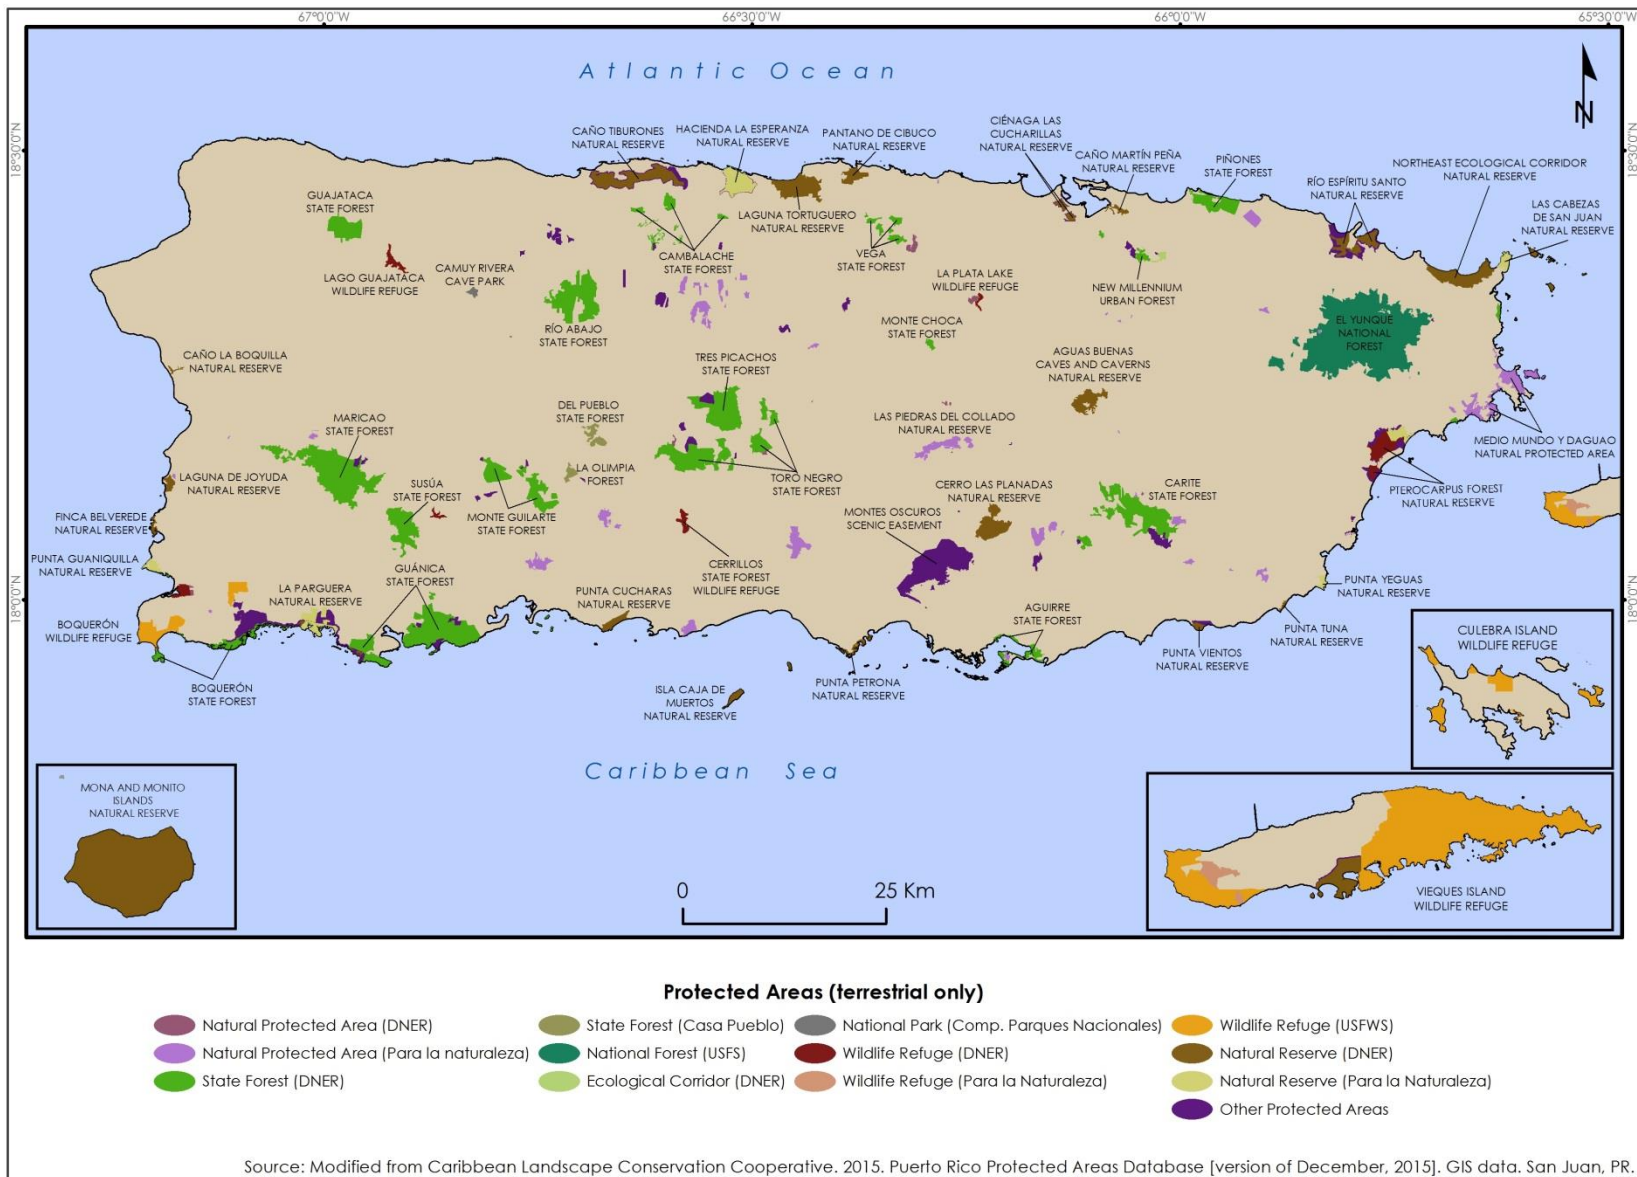 67°0'0"W
66°30'0"W
66°0'0"W
65°30'0"W
18°30'0"N
18°30'0"N
18°0'0"N
18°0'0"N
Atlantic Ocean
N
CAÑO TIBURONES
NATURAL RESERVE
HACIENDA LA ESPERANZA
NATURAL RESERVE
PANTANO DE CIBUCO
NATURAL RESERVE
CIÉNAGA LAS
CUCHARILLAS
NATURAL RESERVE
CAÑO MARTÍN PEÑA
NATURAL RESERVE
PIÑONES
STATE FOREST
NORTHEAST ECOLOGICAL CORRIDOR
NATURAL RESERVE
RÍO ESPÍRITU SANTO
NATURAL RESERVE
LAS CABEZAS
DE SAN JUAN
NATURAL RESERVE
GUAJATACA
STATE FOREST
LAGUNA TORTUGUERO
NATURAL RESERVE
LAGO GUAJATACA
WILDLIFE REFUGE
CAMUY RIVERA
CAVE PARK
CAMBALACHE
STATE FOREST
VEGA
STATE FOREST
LA PLATA LAKE
WILDLIFE REFUGE
NEW MILLENNIUM
URBAN FOREST
RÍO ABAJO
STATE FOREST
MONTE CHOCA
STATE FOREST
EL YUNQUE
NATIONAL
FOREST
CAÑO LA BOQUILLA
NATURAL RESERVE
TRES PICACHOS
STATE FOREST
AGUAS BUENAS
CAVES AND CAVERNS
NATURAL RESERVE
MARICAO
STATE FOREST
DEL PUEBLO
STATE FOREST
LAS PIEDRAS DEL COLLADO
NATURAL RESERVE
MEDIO MUNDO Y DAGUAO
NATURAL PROTECTED AREA
LAGUNA DE JOYUDA
NATURAL RESERVE
SUSÚA
STATE FOREST
LA OLIMPIA
FOREST
TORO NEGRO
STATE FOREST
CERRO LAS PLANADAS
NATURAL RESERVE
CARITE
STATE FOREST
PTEROCARPUS FOREST
NATURAL RESERVE
FINCA BELVEREDE
NATURAL RESERVE
MONTE GUILARTE
STATE FOREST
MONTES OSCUROS
SCENIC EASEMENT
PUNTA GUANIQUILLA
NATURAL RESERVE
GUÁNICA
STATE FOREST
CERRILLOS
STATE FOREST
WILDLIFE REFUGE
LA PARGUERA
NATURAL RESERVE
PUNTA CUCHARAS
NATURAL RESERVE
PUNTA YEGUAS
NATURAL RESERVE
BOQUERÓN
WILDLIFE REFUGE
AGUIRRE
STATE FOREST
PUNTA TUNA
NATURAL RESERVE
PUNTA VIENTOS
NATURAL RESERVE
BOQUERÓN
STATE FOREST
ISLA CAJA DE
MUERTOS
NATURAL RESERVE
PUNTA PETRONA
NATURAL RESERVE
CULEBRA ISLAND
WILDLIFE REFUGE
Caribbean Sea
MONA AND MONITO
ISLANDS
NATURAL RESERVE
0 25 Km
VIEQUES ISLAND
WILDLIFE REFUGE
Protected Areas (terrestrial only)
Natural Protected Area (DNER)
Natural Protected Area (Para la naturaleza)
State Forest (DNER)
State Forest (Casa Pueblo)
National Forest (USFS)
Ecological Corridor (DNER)
National Park (Comp. Parques Nacionales)
Wildlife Refuge (DNER)
Wildlife Refuge (Para la Naturaleza)
Wildlife Refuge (USFWS)
Natural Reserve (DNER)
Natural Reserve (Para la Naturaleza)
Other Protected Areas
Source: Modified from Caribbean Landscape Conservation Cooperative. 2015. Puerto Rico Protected Areas Database [version of December, 2015]. GIS data. San Juan, PR.